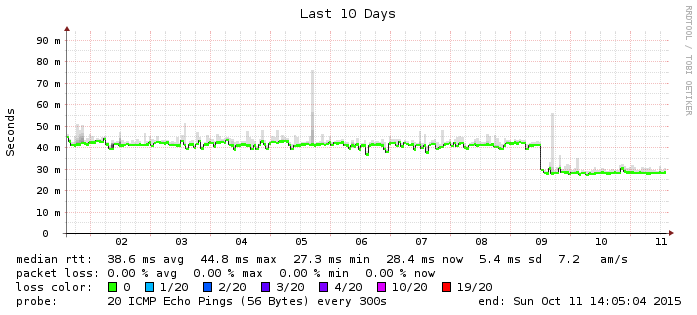 Last 10 Days
RRDTOOL / TOBI OETIKER
Seconds
90 m
80 m
70 m
60 m
50 m
40 m
30 m
20 m
10 m
0
02 03 04 05 06 07 08 09 10 11
median rtt: 38.6 ms avg 44.8 ms max 27.3 ms min 28.4 ms now 5.4 ms sd 7.2 am/s
packet loss: 0.00 % avg 0.00 % max 0.00 % min 0.00 % now
loss color: 0 1/20 2/20 3/20 4/20 10/20 19/20
probe: 20 ICMP Echo Pings (56 Bytes) every 300s end: Sun Oct 11 14:05:04 2015